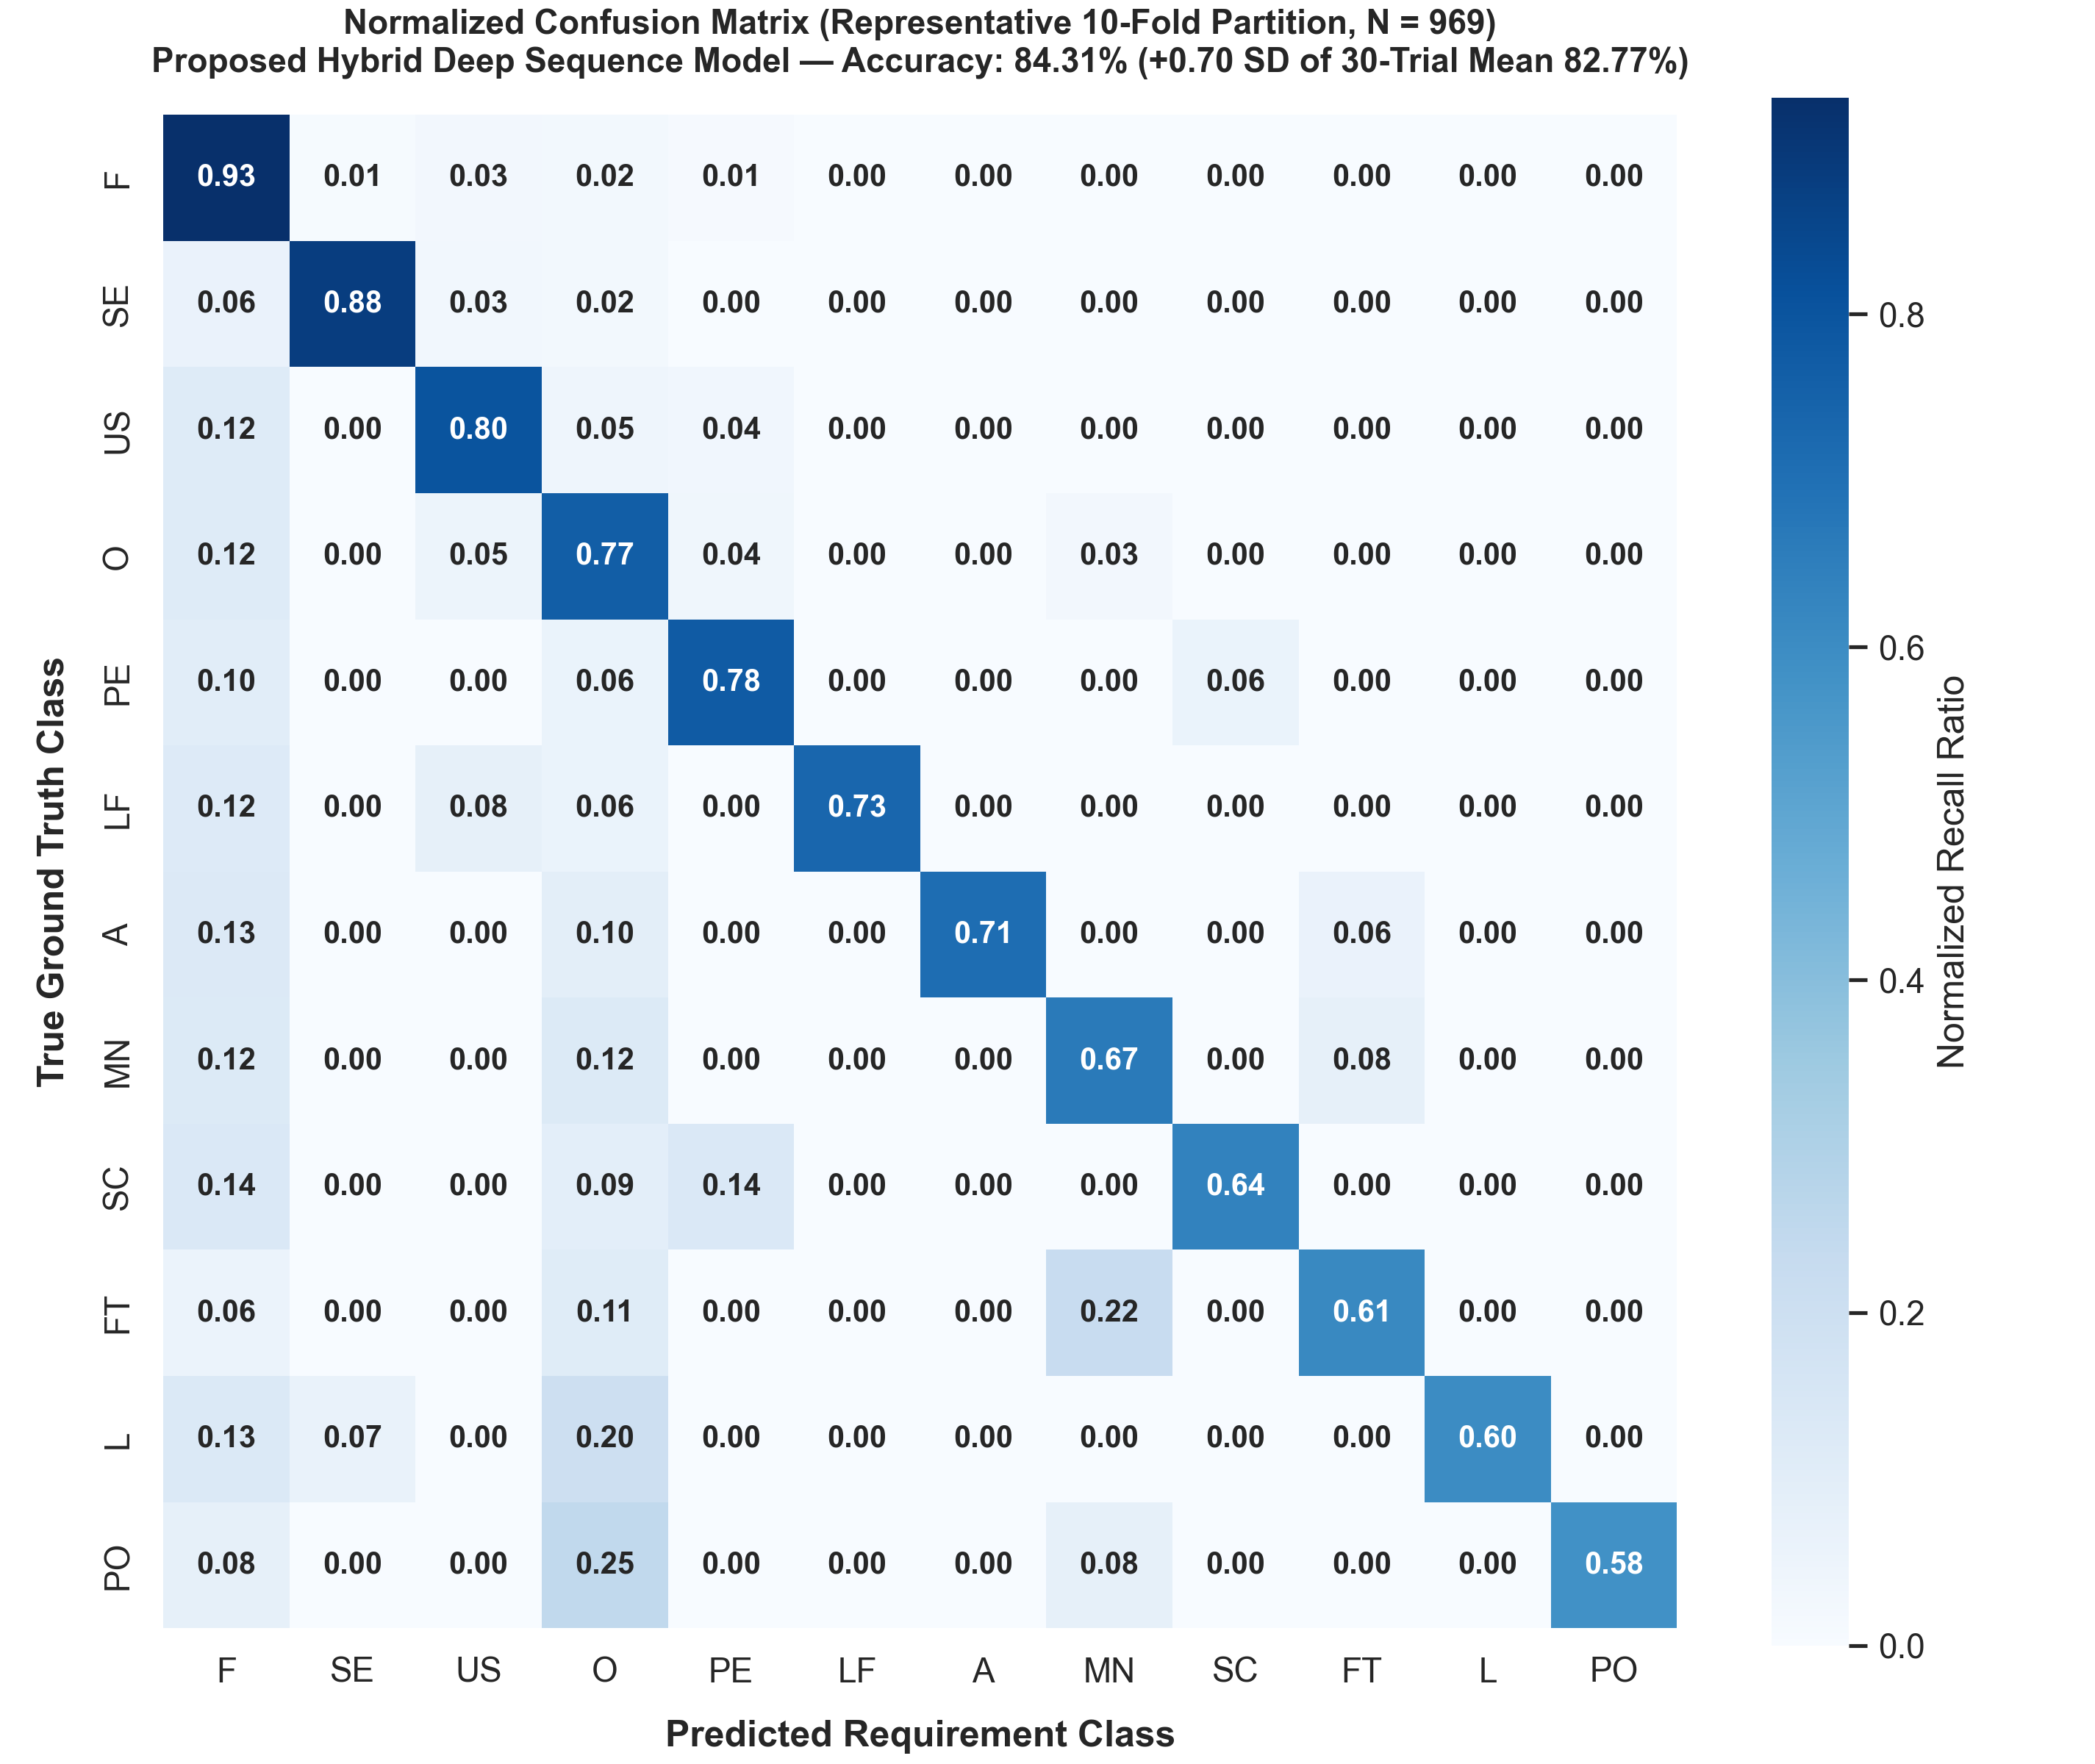 Normalized Confusion Matrix (Representative 10-Fold Partition, N = 969)
Proposed Hybrid Deep Sequence Model — Accuracy: 84.31% (+0.70 SD of 30-Trial Mean 82.77%)
True Ground Truth Class
F 0.93 0.01 0.03 0.02 0.01 0.00 0.00 0.00 0.00 0.00 0.00 0.00
SE 0.06 0.88 0.03 0.02 0.00 0.00 0.00 0.00 0.00 0.00 0.00 0.00
US 0.12 0.00 0.80 0.05 0.04 0.00 0.00 0.00 0.00 0.00 0.00 0.00
O 0.12 0.00 0.05 0.77 0.04 0.00 0.00 0.03 0.00 0.00 0.00 0.00
PE 0.10 0.00 0.00 0.06 0.78 0.00 0.00 0.00 0.06 0.00 0.00 0.00
LF 0.12 0.00 0.08 0.06 0.00 0.73 0.00 0.00 0.00 0.00 0.00 0.00
A 0.13 0.00 0.00 0.10 0.00 0.00 0.71 0.00 0.00 0.06 0.00 0.00
MN 0.12 0.00 0.00 0.12 0.00 0.00 0.00 0.67 0.00 0.08 0.00 0.00
SC 0.14 0.00 0.00 0.09 0.14 0.00 0.00 0.00 0.64 0.00 0.00 0.00
FT 0.06 0.00 0.00 0.11 0.00 0.00 0.00 0.22 0.00 0.61 0.00 0.00
L 0.13 0.07 0.00 0.20 0.00 0.00 0.00 0.00 0.00 0.00 0.60 0.00
PO 0.08 0.00 0.00 0.25 0.00 0.00 0.00 0.08 0.00 0.00 0.00 0.58
F SE US O PE LF A MN SC FT L PO
Predicted Requirement Class
0.8
0.6
0.4
0.2
0.0
Normalized Recall Ratio